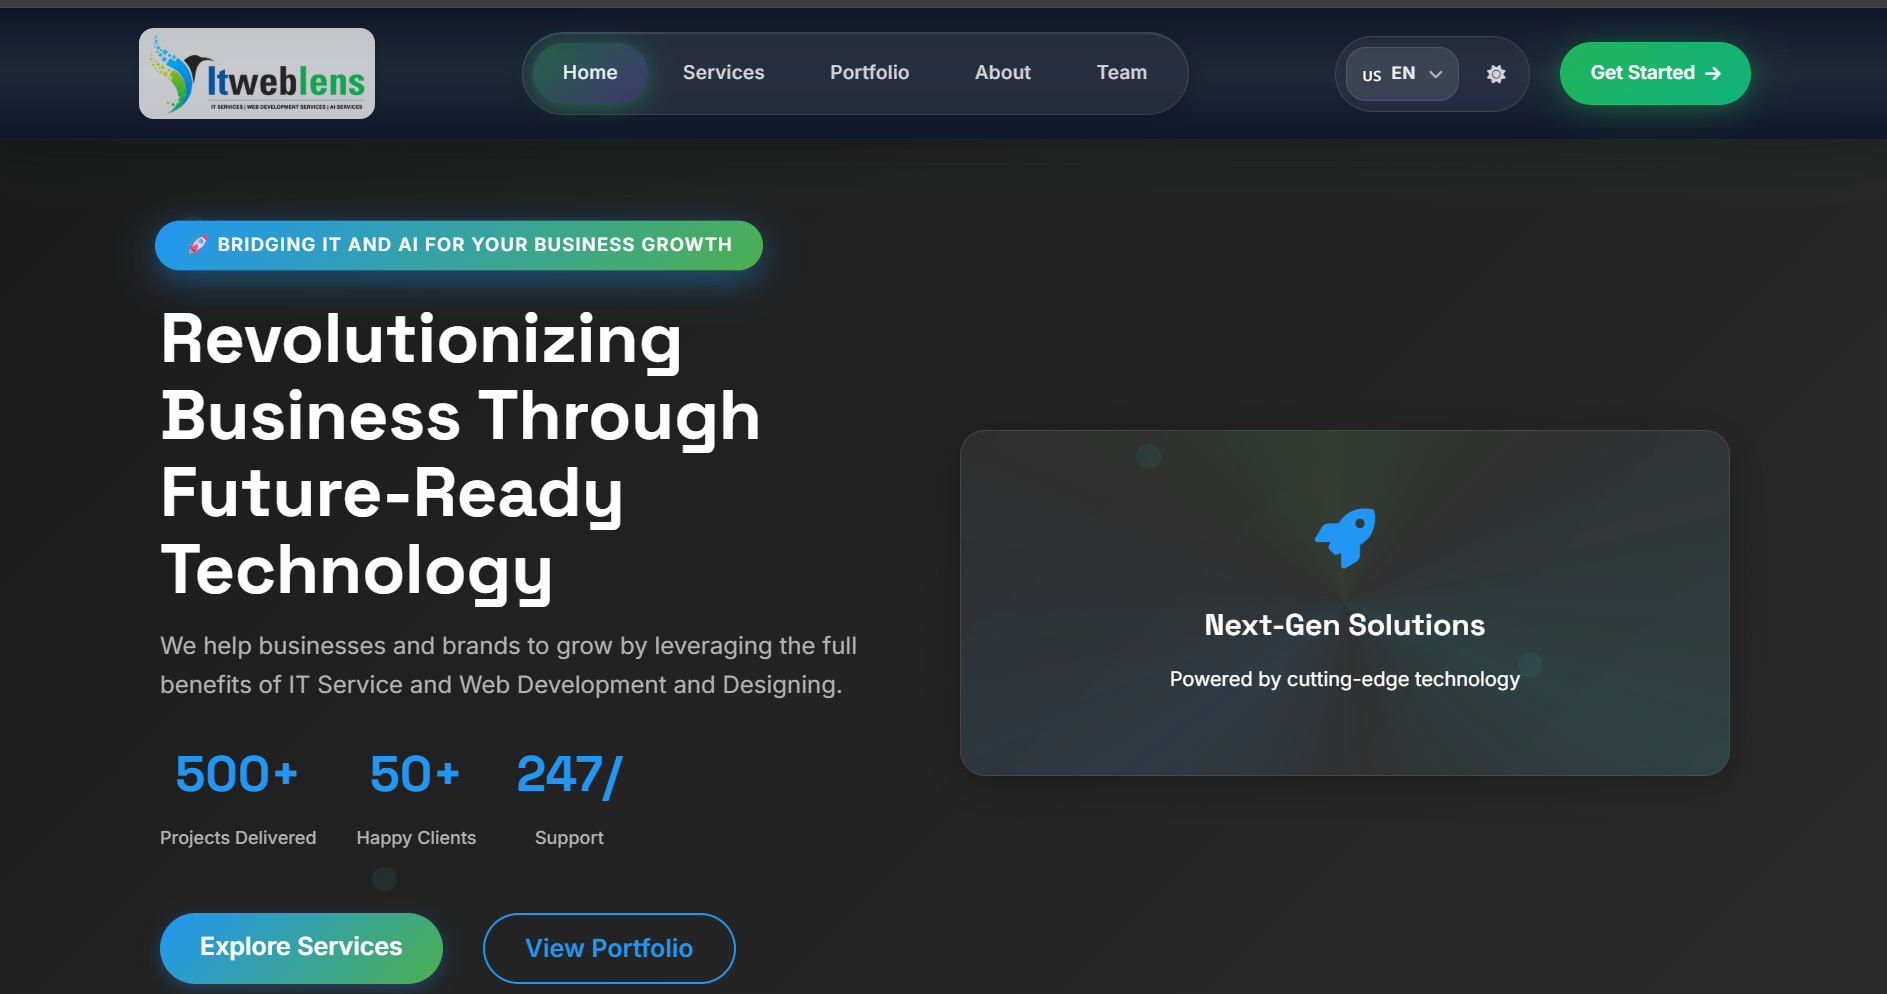 Itweblens
IT SERVICES | WEB DEVELOPMENT SERVICES | AI SERVICES
Home
Services
Portfolio
About
Team
US EN
Get Started →
🚀 BRIDGING IT AND AI FOR YOUR BUSINESS GROWTH
Revolutionizing
Business Through
Future-Ready
Technology
We help businesses and brands to grow by leveraging the full
benefits of IT Service and Web Development and Designing.
500+
Projects Delivered
50+
Happy Clients
247/
Support
Explore Services
View Portfolio
Next-Gen Solutions
Powered by cutting-edge technology